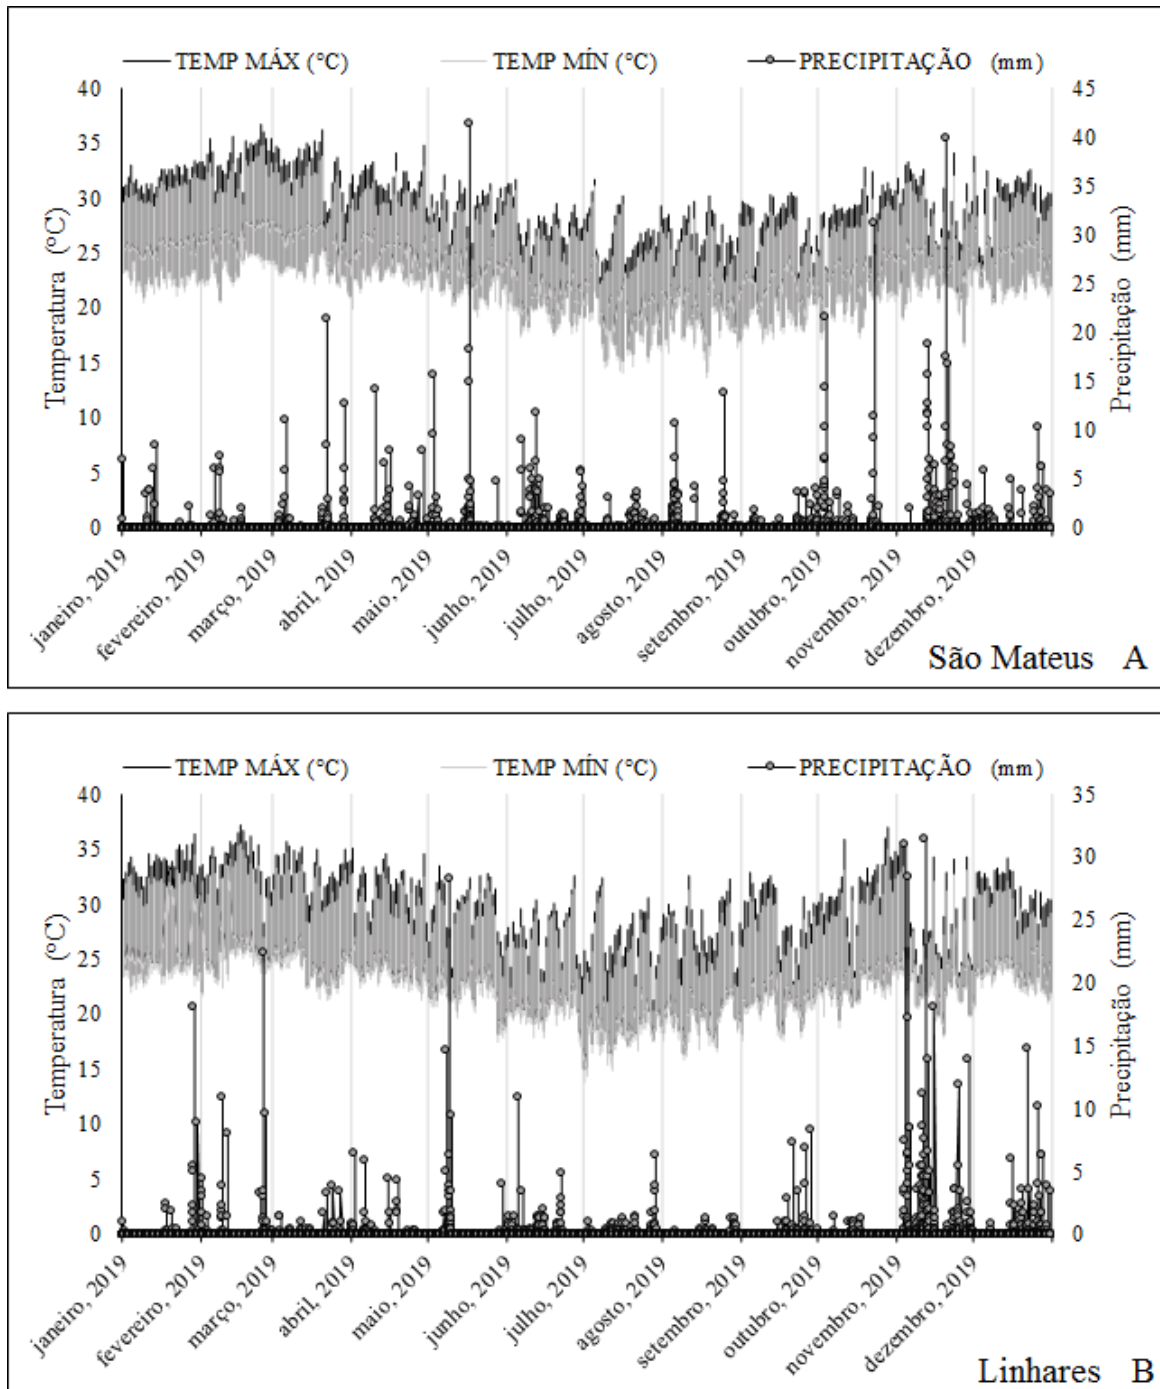 TEMP MÁX (°C) TEMP MÍN (°C) PRECIPITAÇÃO (mm)
40 45
35 40
30 35
25 30
20 25
15 20
10 15
5 10
0 5
0
Temperatura (°C)
Precipitação (mm)
janeiro, 2019
fevereiro, 2019
março, 2019
abril, 2019
maio, 2019
junho, 2019
julho, 2019
agosto, 2019
setembro, 2019
outubro, 2019
novembro, 2019
dezembro, 2019
São Mateus A
TEMP MÁX (°C) TEMP MÍN (°C) PRECIPITAÇÃO (mm)
40 35
35 30
30 25
25 20
20 15
15 10
10 5
5 0
0
Temperatura (°C)
Precipitação (mm)
janeiro, 2019
fevereiro, 2019
março, 2019
abril, 2019
maio, 2019
junho, 2019
julho, 2019
agosto, 2019
setembro, 2019
outubro, 2019
novembro, 2019
dezembro, 2019
Linhares B